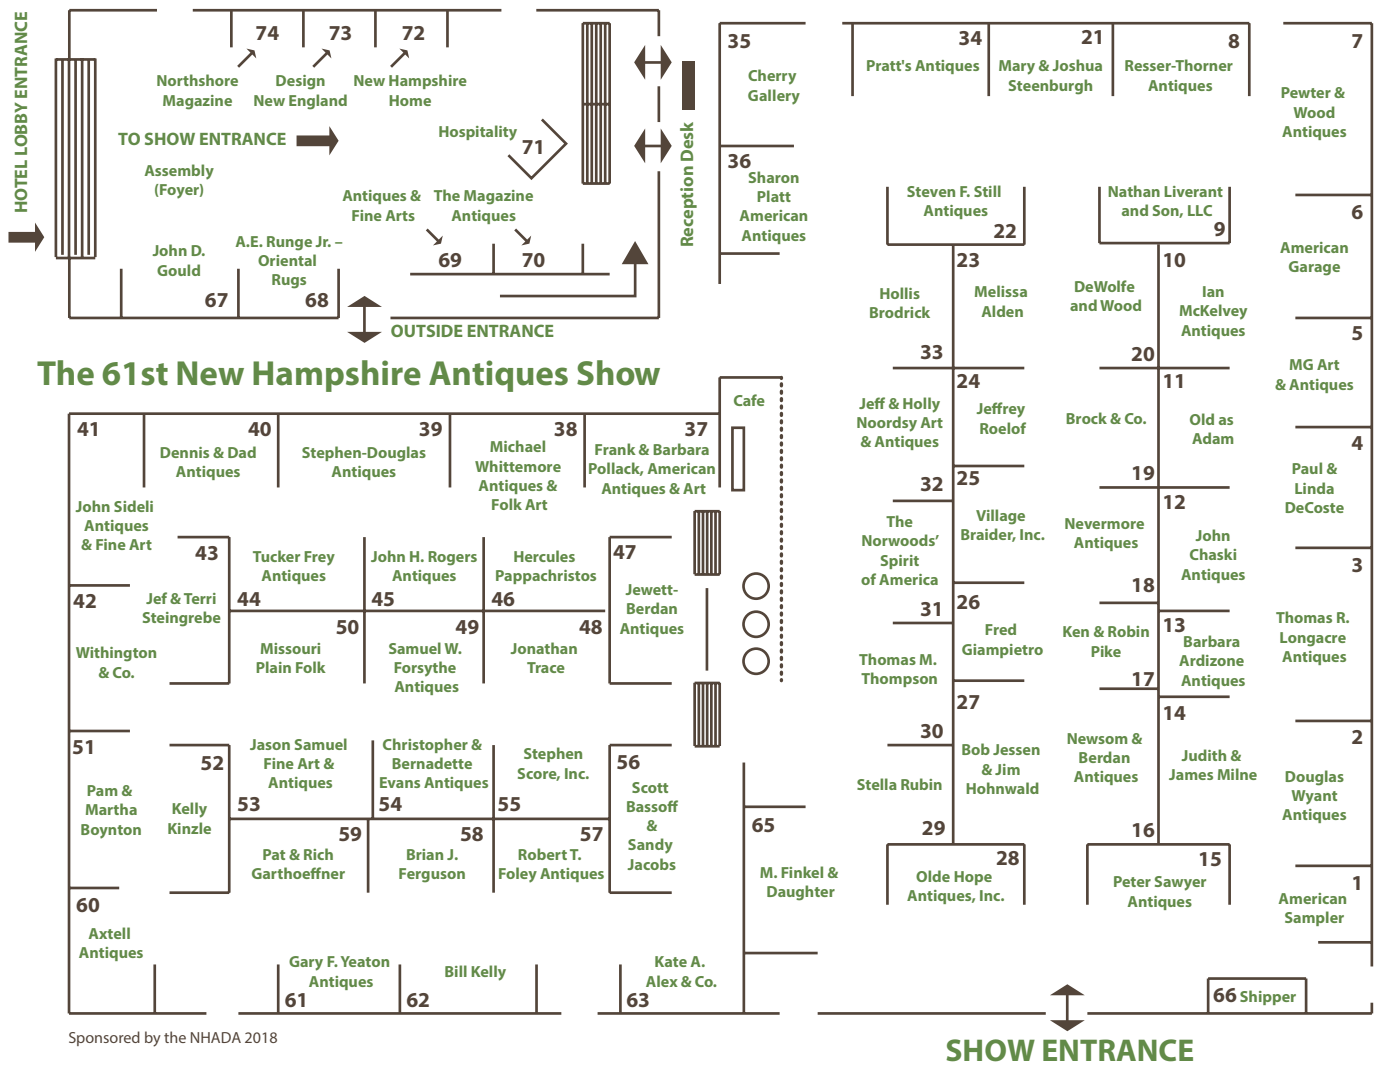 HOTEL LOBBY ENTRANCE
74
73
72
Northshore
Magazine
Design
New England
New Hampshire
Home
TO SHOW ENTRANCE
Hospitality
71
Assembly
(Foyer)
Antiques &
Fine Arts
The Magazine
Antiques
John D.
Gould
A.E. Runge Jr. –
Oriental
Rugs
67
68
69
70
OUTSIDE ENTRANCE
Reception Desk
The 61st New Hampshire Antiques Show
35
Cherry
Gallery
36
Sharon
Platt
American
Antiques
34
Pratt's Antiques
21
Mary & Joshua
Steenburgh
8
Resser-Thorner
Antiques
7
Pewter &
Wood
Antiques
Steven F. Still
Antiques
22
Nathan Liverant
and Son, LLC
9
6
American
Garage
23
Hollis
Brodrick
Melissa
Alden
33
10
DeWolfe
and Wood
Ian
McKelvey
Antiques
20
5
MG Art
& Antiques
24
Jeff & Holly
Noordsy Art
& Antiques
Jeffrey
Roelof
32
11
Brock & Co.
Old as
Adam
19
4
Paul &
Linda
DeCoste
25
The
Norwoods’
Spirit
of America
Village
Braider, Inc.
31
12
Nevermore
Antiques
John
Chaski
Antiques
18
3
Thomas R.
Longacre
Antiques
26
Fred
Giampietro
Thomas M.
Thompson
30
13
Ken & Robin
Pike
Barbara
Ardizone
Antiques
17
27
Bob Jessen
& Jim
Hohnwald
Stella Rubin
29
14
Newsom &
Berdan
Antiques
Judith &
James Milne
16
2
Douglas
Wyant
Antiques
28
Olde Hope
Antiques, Inc.
15
Peter Sawyer
Antiques
1
American
Sampler
66 Shipper
Cafe
41
John Sideli
Antiques
& Fine Art
40
Dennis & Dad
Antiques
39
Stephen-Douglas
Antiques
38
Michael
Whittemore
Antiques &
Folk Art
37
Frank & Barbara
Pollack, American
Antiques & Art
42
Withington
& Co.
43
Jef & Terri
Steingrebe
Tucker Frey
Antiques
44
John H. Rogers
Antiques
45
Hercules
Pappachristos
46
47
Jewett-
Berdan
Antiques
50
Missouri
Plain Folk
49
Samuel W.
Forsythe
Antiques
48
Jonathan
Trace
51
Pam &
Martha
Boynton
52
Kelly
Kinzle
Jason Samuel
Fine Art &
Antiques
53
Christopher &
Bernadette
Evans Antiques
54
Stephen
Score, Inc.
55
56
Scott
Bassoff
&
Sandy
Jacobs
59
Pat & Rich
Garthoeffner
58
Brian J.
Ferguson
57
Robert T.
Foley Antiques
65
M. Finkel &
Daughter
60
Axtell
Antiques
Gary F. Yeaton
Antiques
61
Bill Kelly
62
Kate A.
Alex & Co.
63
Sponsored by the NHADA 2018
SHOW ENTRANCE